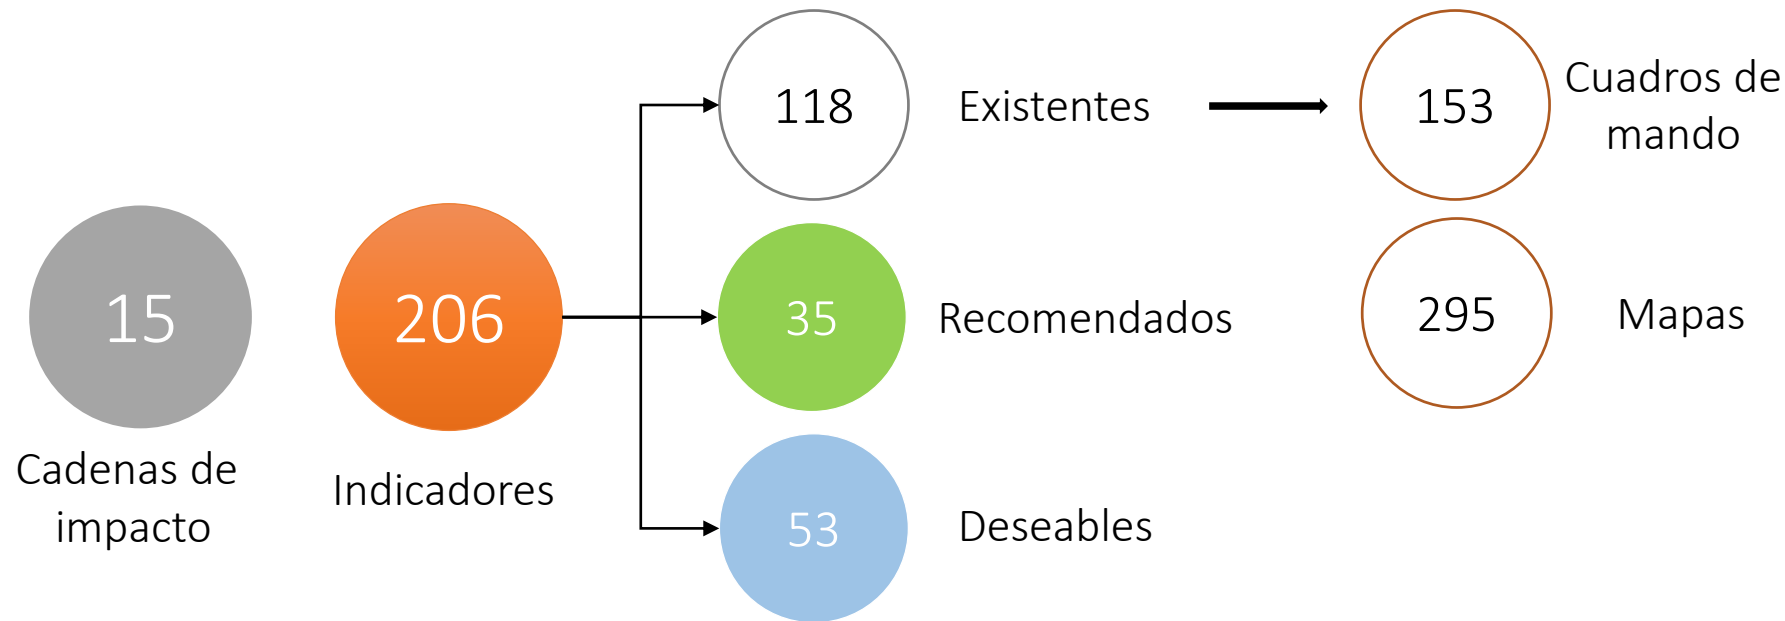 15
Cadenas de
impacto
206
Indicadores
118
Existentes
35
Recomendados
53
Deseables
153
Cuadros de
mando
295
Mapas